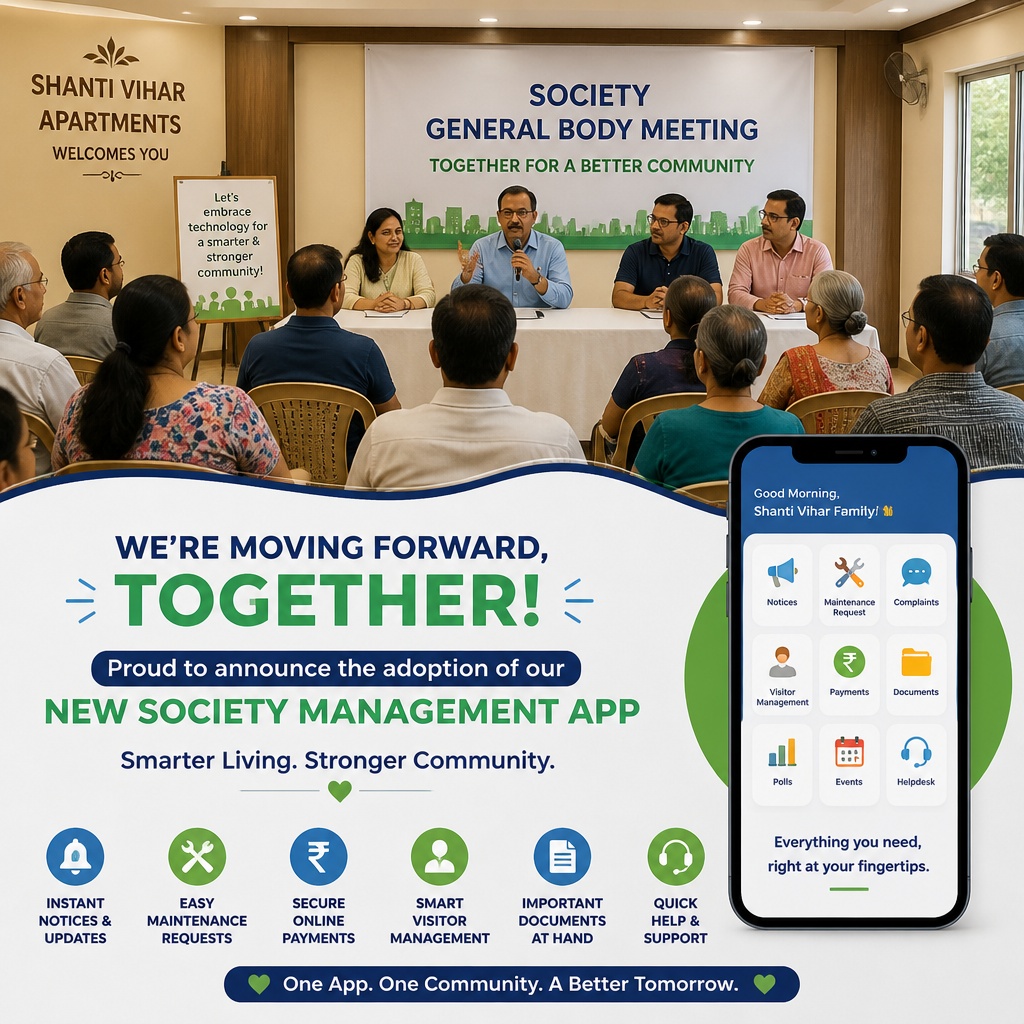 SHANTI VIHAR
APARTMENTS
WELCOMES YOU
Let's
embrace
technology for
a smarter &
stronger
community!
SOCIETY
GENERAL BODY MEETING
TOGETHER FOR A BETTER COMMUNITY
WE'RE MOVING FORWARD,
TOGETHER!
Proud to announce the adoption of our
NEW SOCIETY MANAGEMENT APP
Smarter Living. Stronger Community.
INSTANT
NOTICES &
UPDATES
EASY
MAINTENANCE
REQUESTS
₹
SECURE
ONLINE
PAYMENTS
SMART
VISITOR
MANAGEMENT
IMPORTANT
DOCUMENTS
AT HAND
QUICK
HELP &
SUPPORT
Good Morning,
Shanti Vihar Family!
Notices
Maintenance
Request
Complaints
Visitor
Management
₹
Payments
Documents
Polls
Events
Helpdesk
Everything you need,
right at your fingertips.
One App. One Community. A Better Tomorrow.